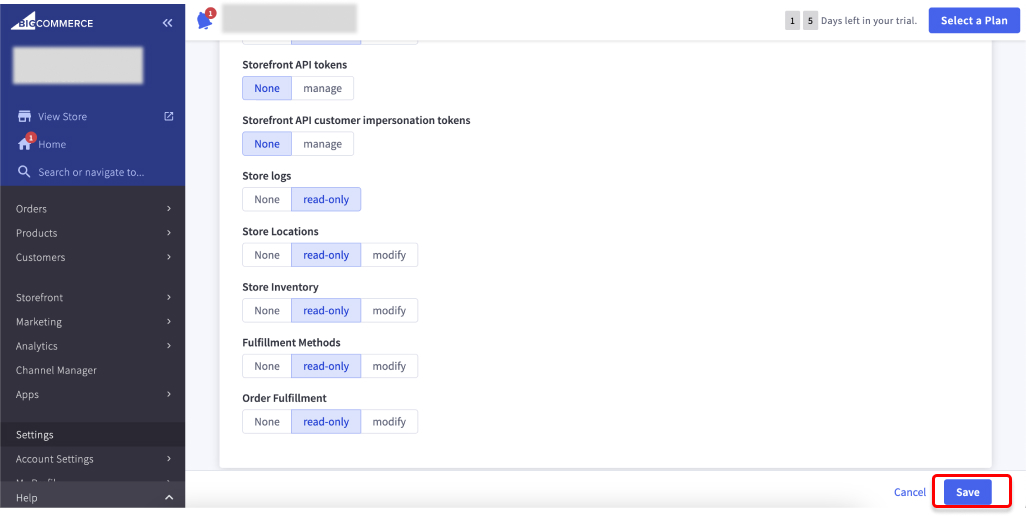 BIGCOMMERCE
1
1 5 Days left in your trial.
Select a Plan
View Store
1
Home
Search or navigate to...
Orders
Products
Customers
Storefront
Marketing
Analytics
Channel Manager
Apps
Settings
Account Settings
Help
Storefront API tokens
None manage
Storefront API customer impersonation tokens
None manage
Store logs
None read-only
Store Locations
None read-only modify
Store Inventory
None read-only modify
Fulfillment Methods
None read-only modify
Order Fulfillment
None read-only modify
Cancel Save